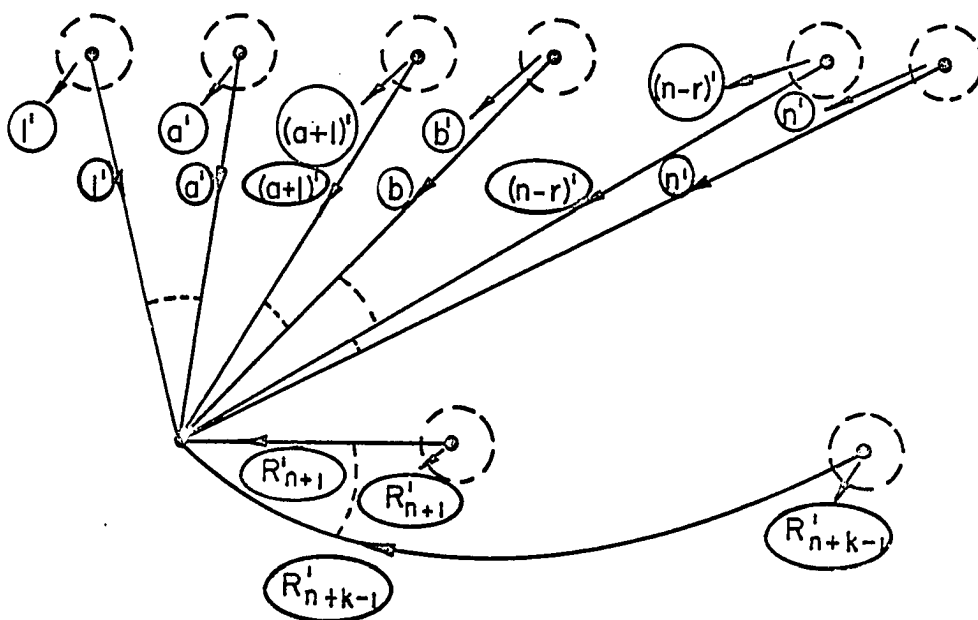 1' a' (a+1)' b' (n-r)' n'
1' a' (a+1)' b (n-r)' n'
R'n+1 R'n+1 R'n+k-1
R'n+k-1